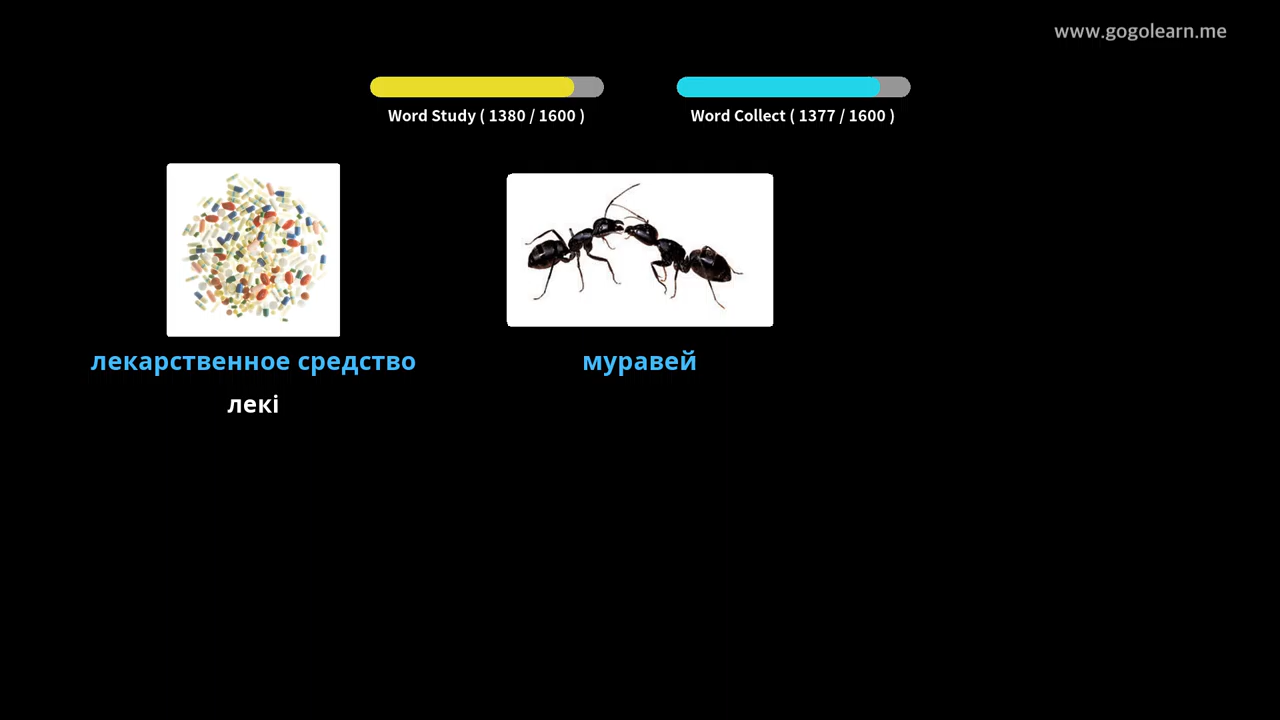 www.gogolearn.me
Word Study ( 1380 / 1600 )
Word Collect ( 1377 / 1600 )
лекарственное средство
муравей
лекі